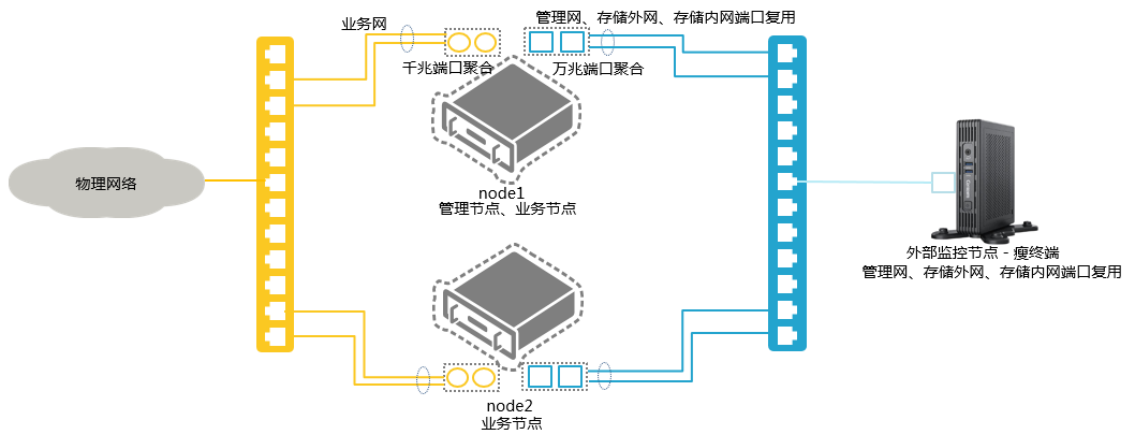 业务网
管理网、存储外网、存储内网端口复用
千兆端口聚合
万兆端口聚合
物理网络
node1
管理节点、业务节点
外部监控节点 - 瘦终端
管理网、存储外网、存储内网端口复用
node2
业务节点